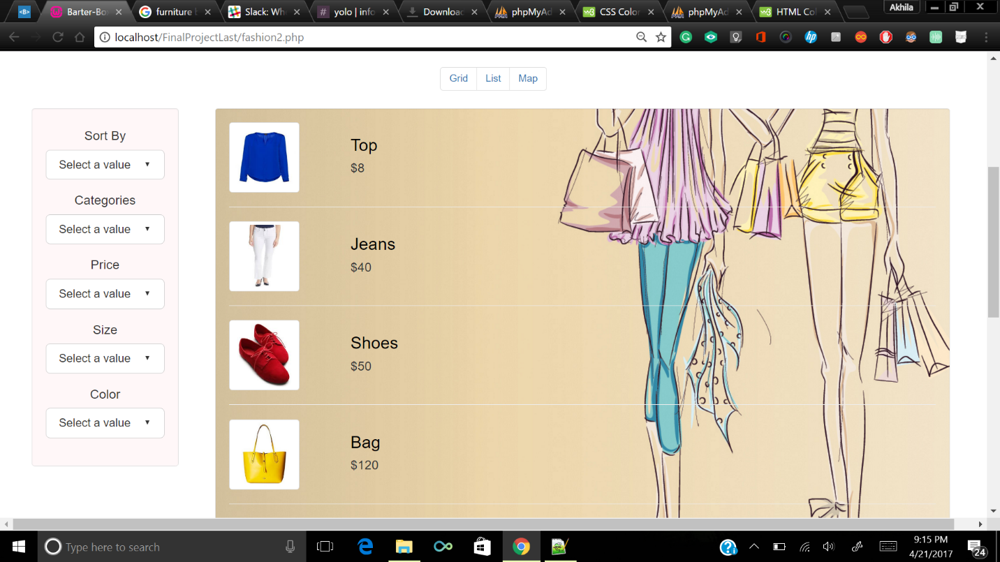 Barter-Bo
furniture
Slack: Wh
yolo | info
Downloac
phpMyAd
CSS Color
phpMyAd
HTML Col
Akhila
localhost/FinalProjectLast/fashion2.php
Grid List Map
Sort By
Select a value
Categories
Select a value
Price
Select a value
Size
Select a value
Color
Select a value
Top
$8
Jeans
$40
Shoes
$50
Bag
$120
Type here to search
9:15 PM
4/21/2017
24